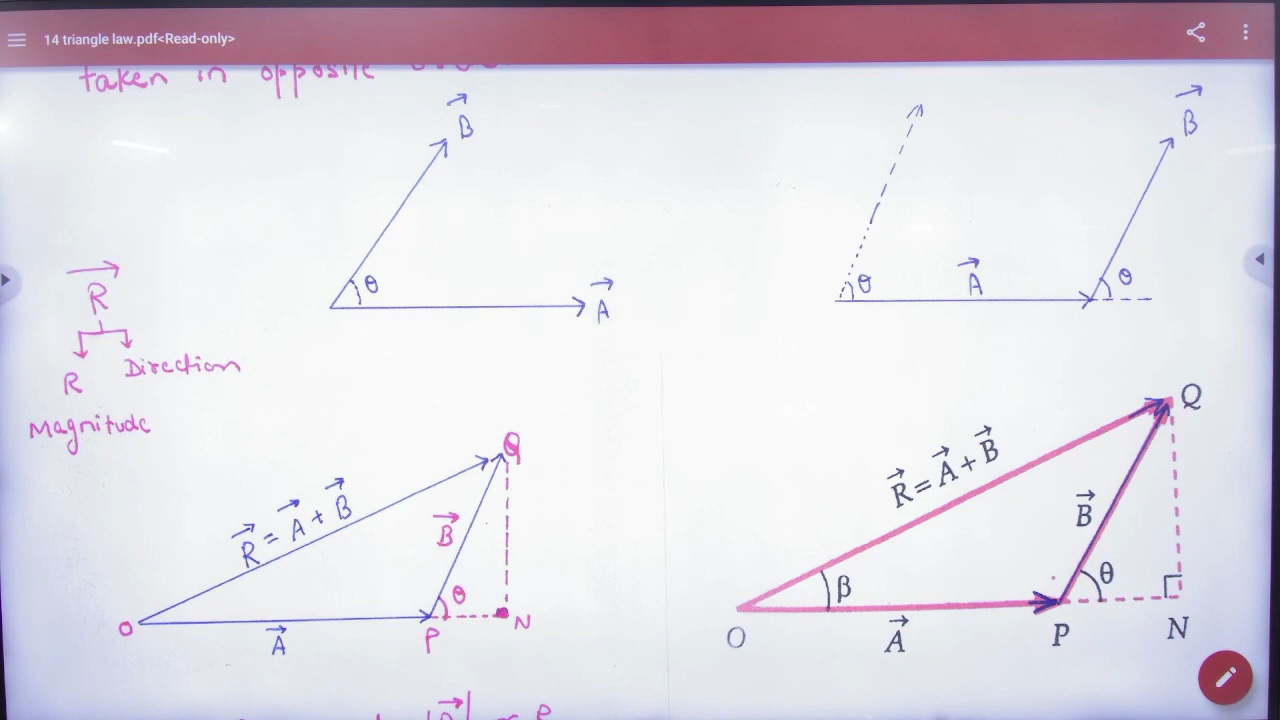 14 triangle law.pdf<Read-only>
taken in opposite
B⃗
θ
A⃗
B⃗
θ
A⃗
θ
R⃗
R
Direction
Magnitude
R⃗ = A⃗ + B⃗
Q
B⃗
θ
O
A⃗
P
N
R⃗ = A⃗ + B⃗
Q
B⃗
β
θ
O
A⃗
P
N